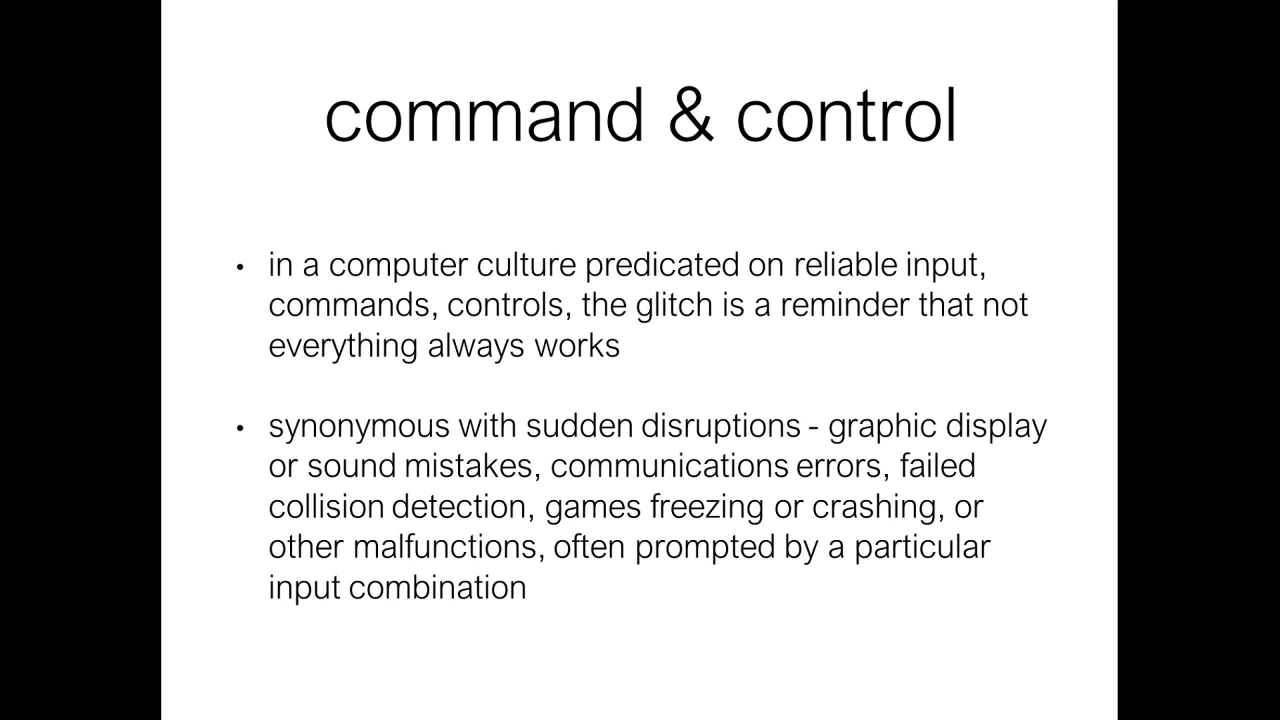 command & control
• in a computer culture predicated on reliable input,
commands, controls, the glitch is a reminder that not
everything always works
• synonymous with sudden disruptions - graphic display
or sound mistakes, communications errors, failed
collision detection, games freezing or crashing, or
other malfunctions, often prompted by a particular
input combination